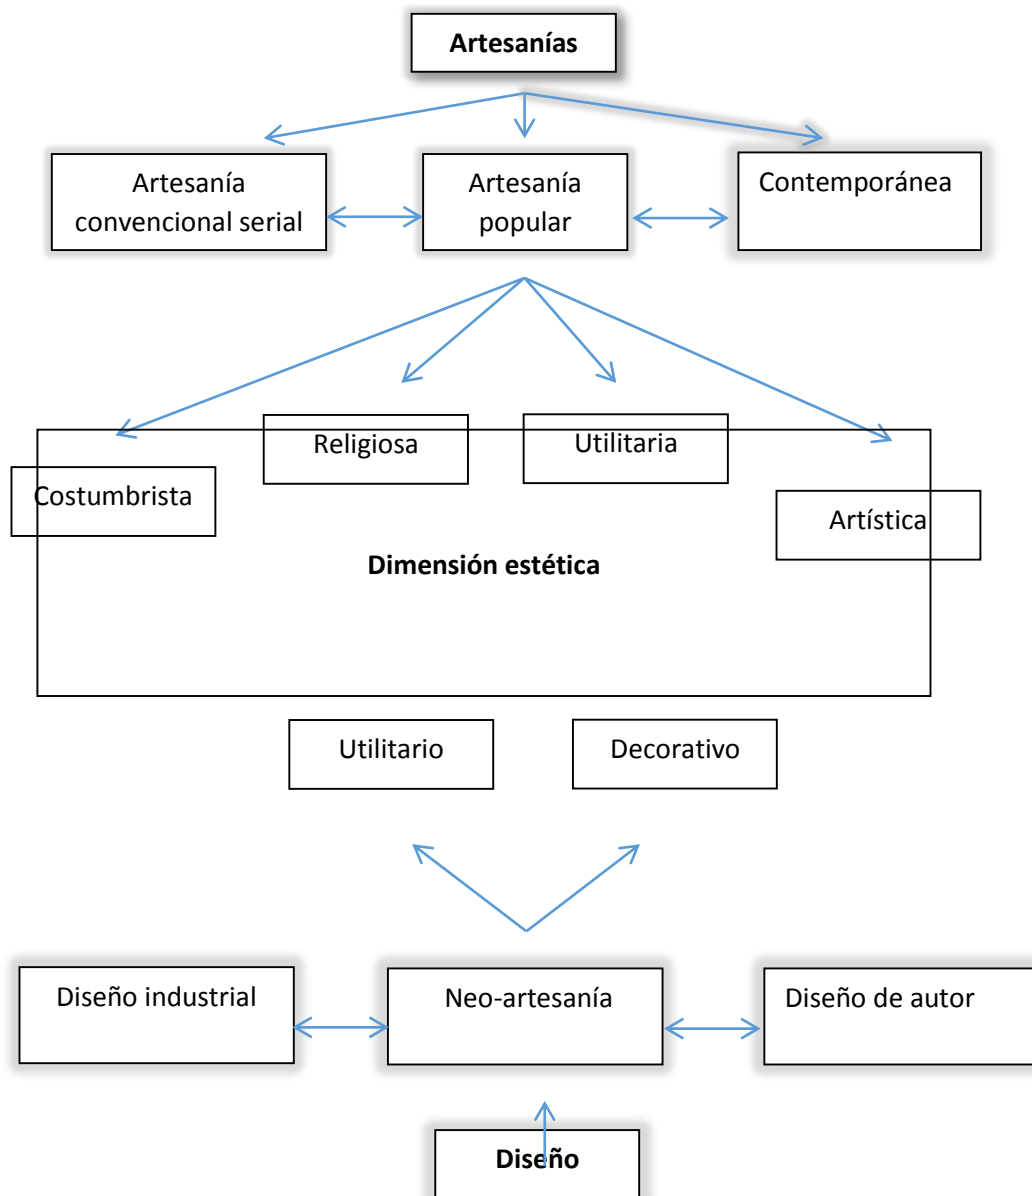 Artesanías
Artesanía
convencional serial
Artesanía
popular
Contemporánea
Religiosa
Utilitaria
Costumbrista
Artística
Dimensión estética
Utilitario
Decorativo
Diseño industrial
Neo-artesanía
Diseño de autor
Diseño